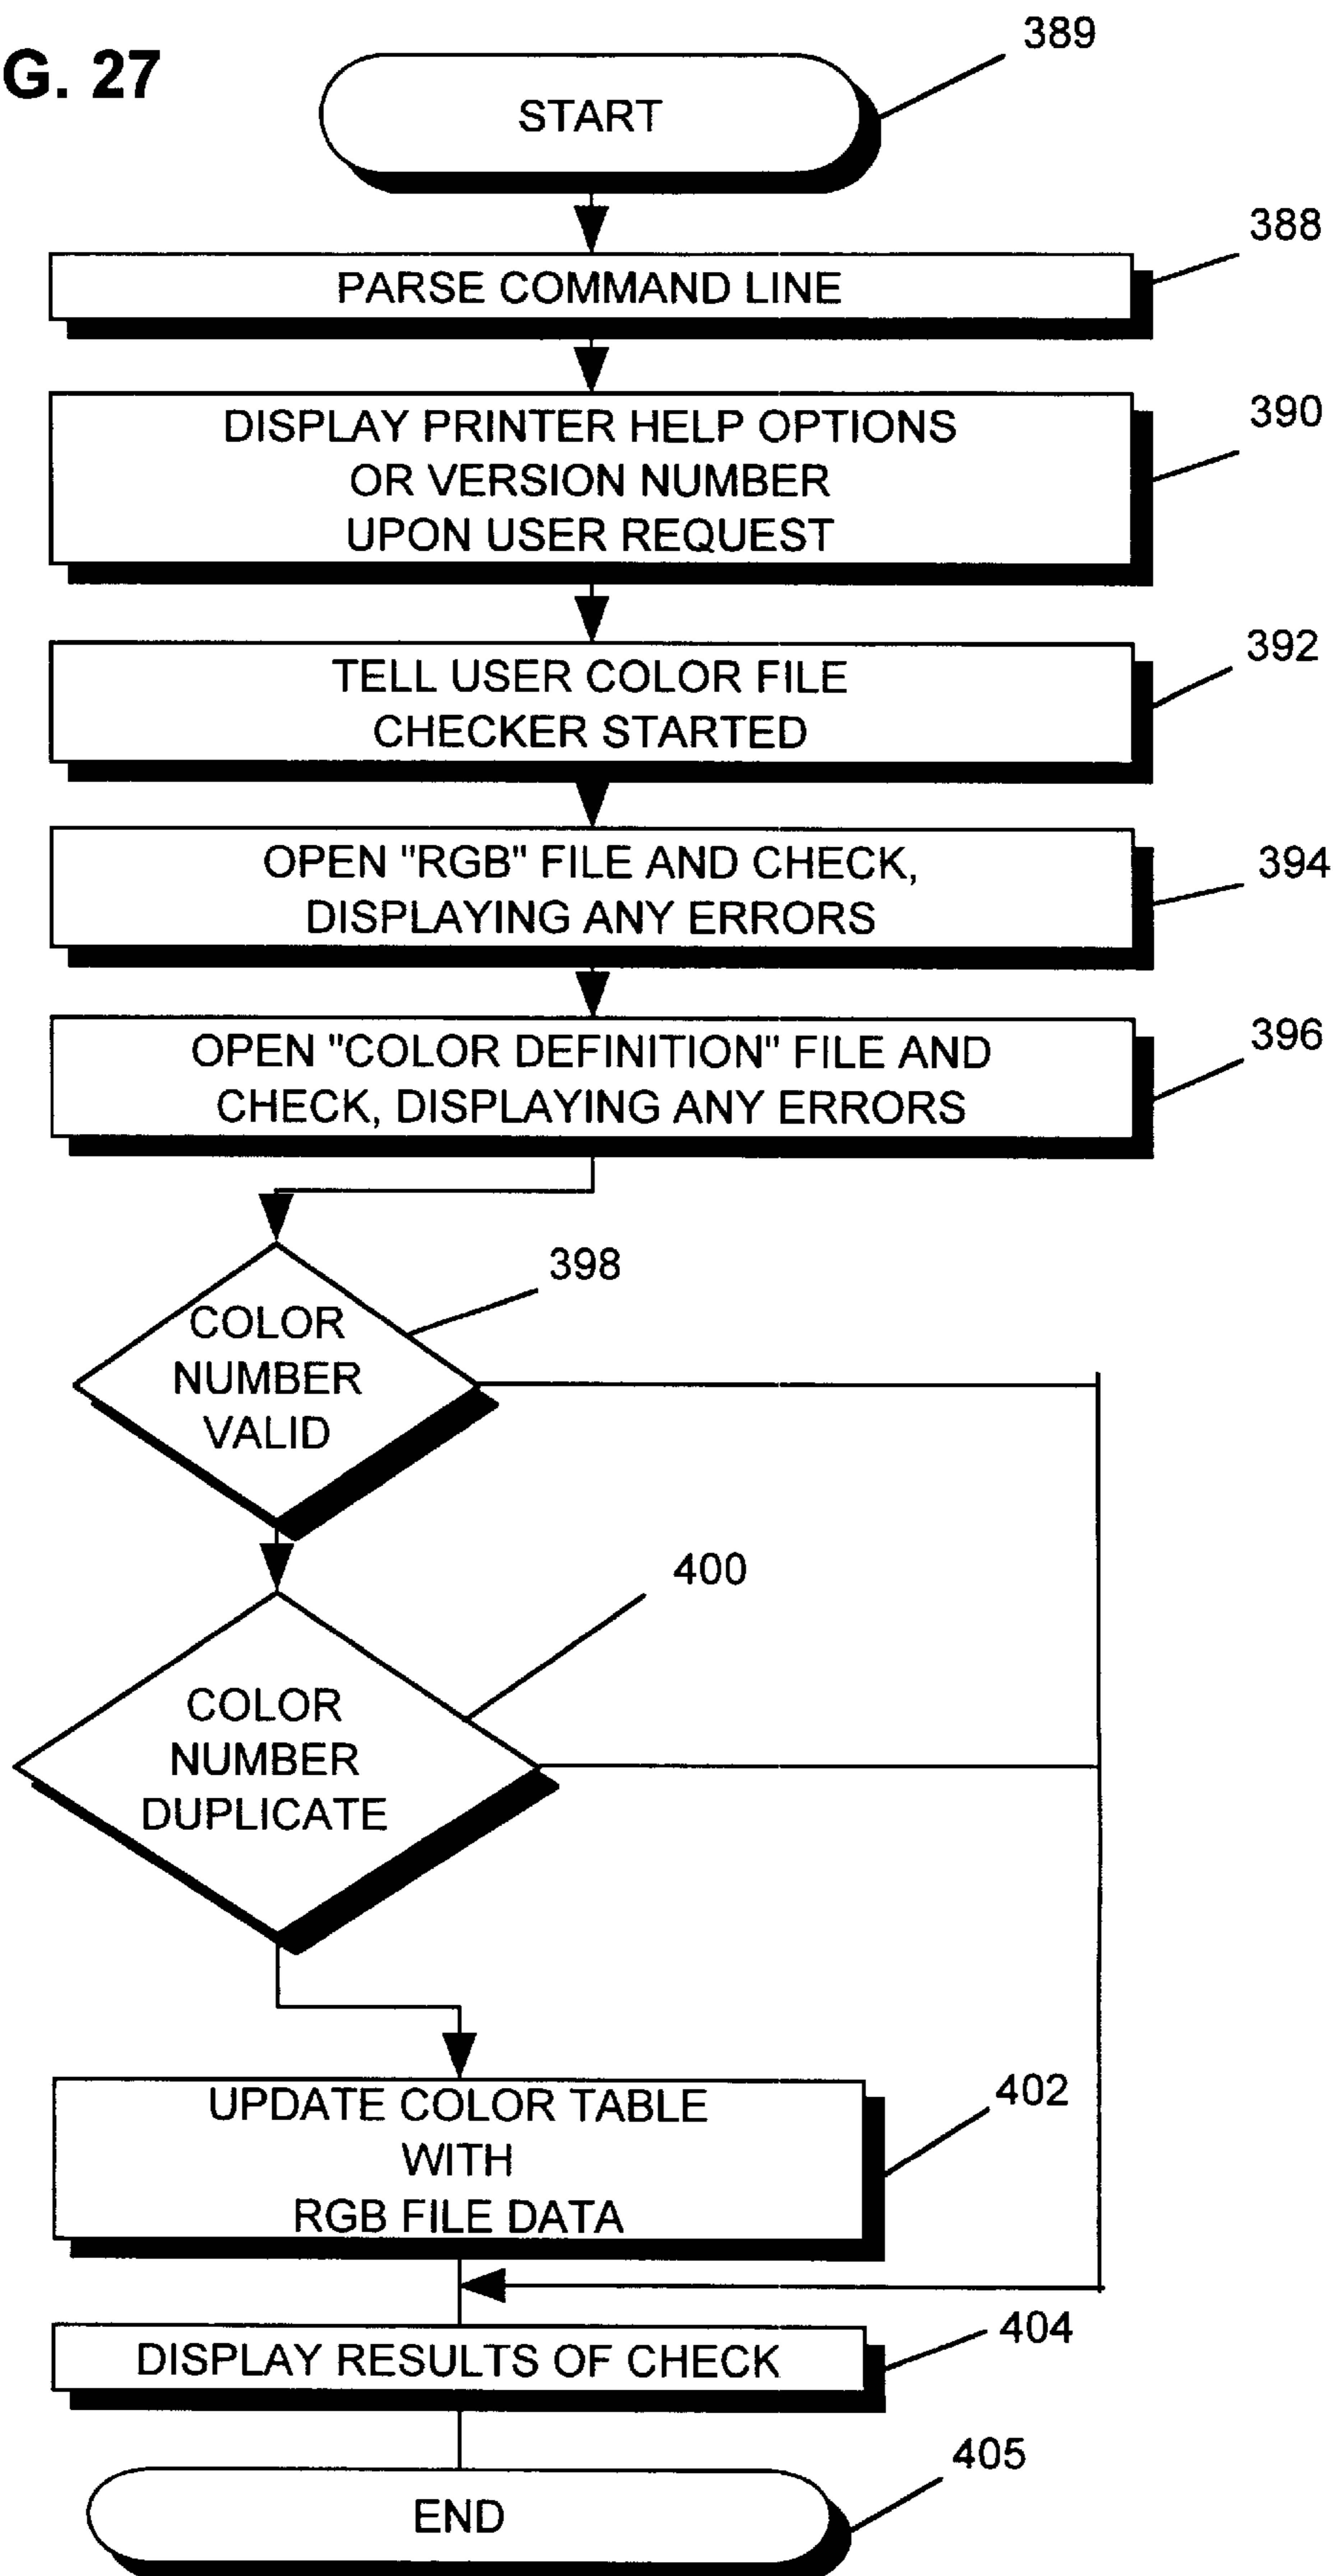 G. 27
389
START
388
PARSE COMMAND LINE
390
DISPLAY PRINTER HELP OPTIONS
OR VERSION NUMBER
UPON USER REQUEST
392
TELL USER COLOR FILE
CHECKER STARTED
394
OPEN "RGB" FILE AND CHECK,
DISPLAYING ANY ERRORS
396
OPEN "COLOR DEFINITION" FILE AND
CHECK, DISPLAYING ANY ERRORS
398
COLOR
NUMBER
VALID
400
COLOR
NUMBER
DUPLICATE
402
UPDATE COLOR TABLE
WITH
RGB FILE DATA
404
DISPLAY RESULTS OF CHECK
405
END